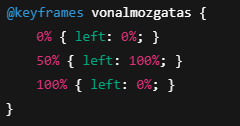 @keyframes vonalmozgatas {
0% { left: 0%; }
50% { left: 100%; }
100% { left: 0%; }
}